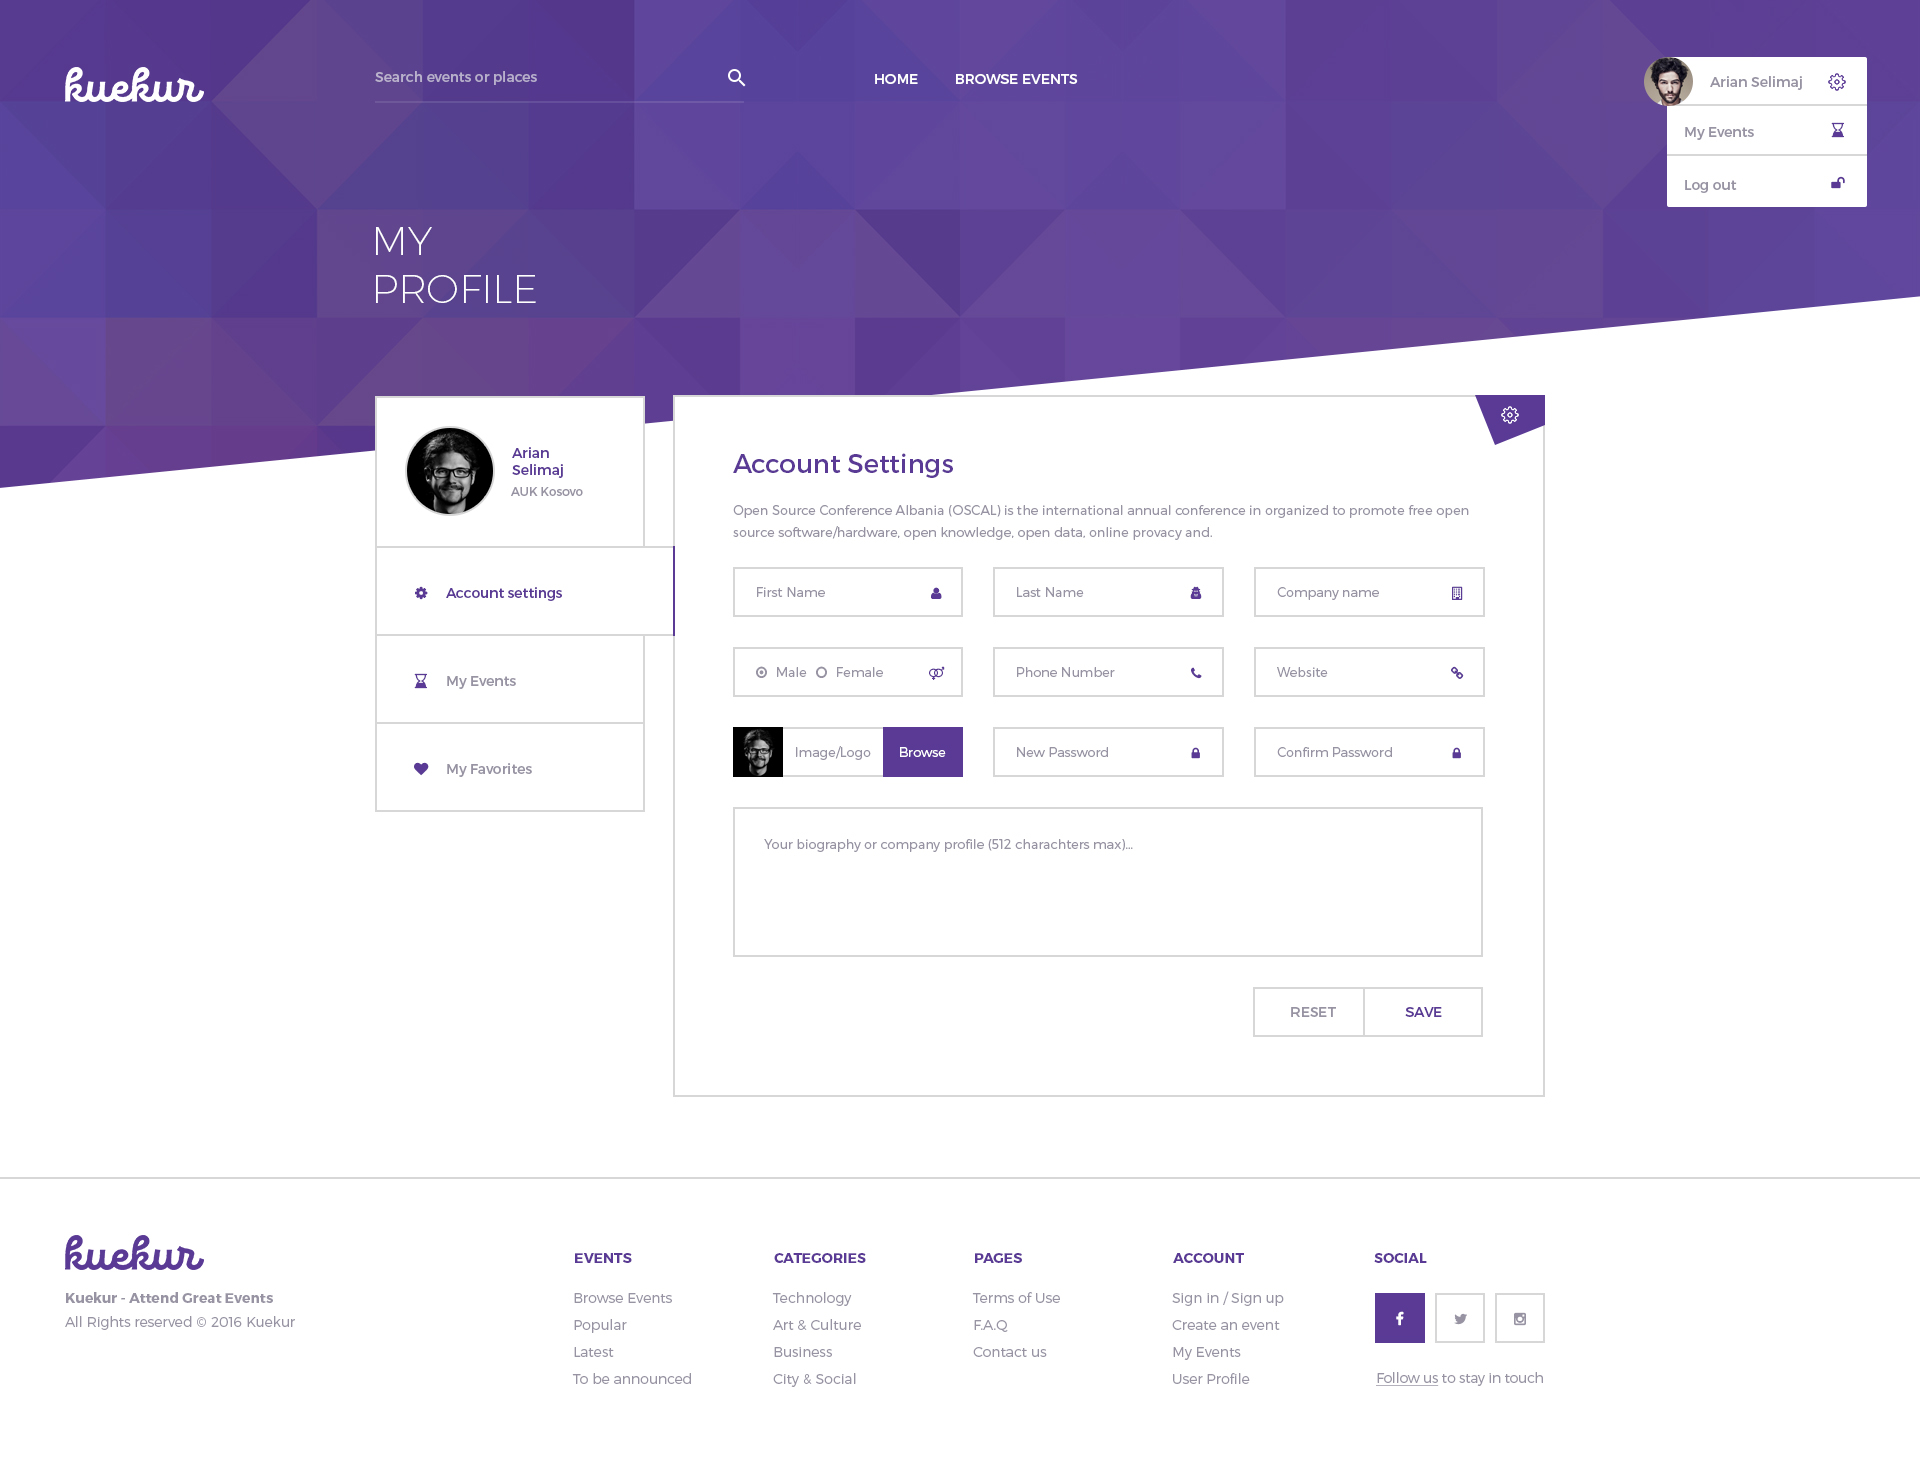 kuekur
Search events or places
HOME
BROWSE EVENTS
Arian Selimaj
My Events
Log out
MY
PROFILE
Arian
Selimaj
AUK Kosovo
Account settings
My Events
My Favorites
Account Settings
Open Source Conference Albania (OSCAL) is the international annual conference in organized to promote free open
source software/hardware, open knowledge, open data, online provacy and.
First Name
Last Name
Company name
Male
Female
Phone Number
Website
Image/Logo
Browse
New Password
Confirm Password
Your biography or company profile (512 charachters max)...
RESET
SAVE
kuekur
Kuekur - Attend Great Events
All Rights reserved © 2016 Kuekur
EVENTS
Browse Events
Popular
Latest
To be announced
CATEGORIES
Technology
Art & Culture
Business
City & Social
PAGES
Terms of Use
F.A.Q
Contact us
ACCOUNT
Sign in / Sign up
Create an event
My Events
User Profile
SOCIAL
Follow us to stay in touch